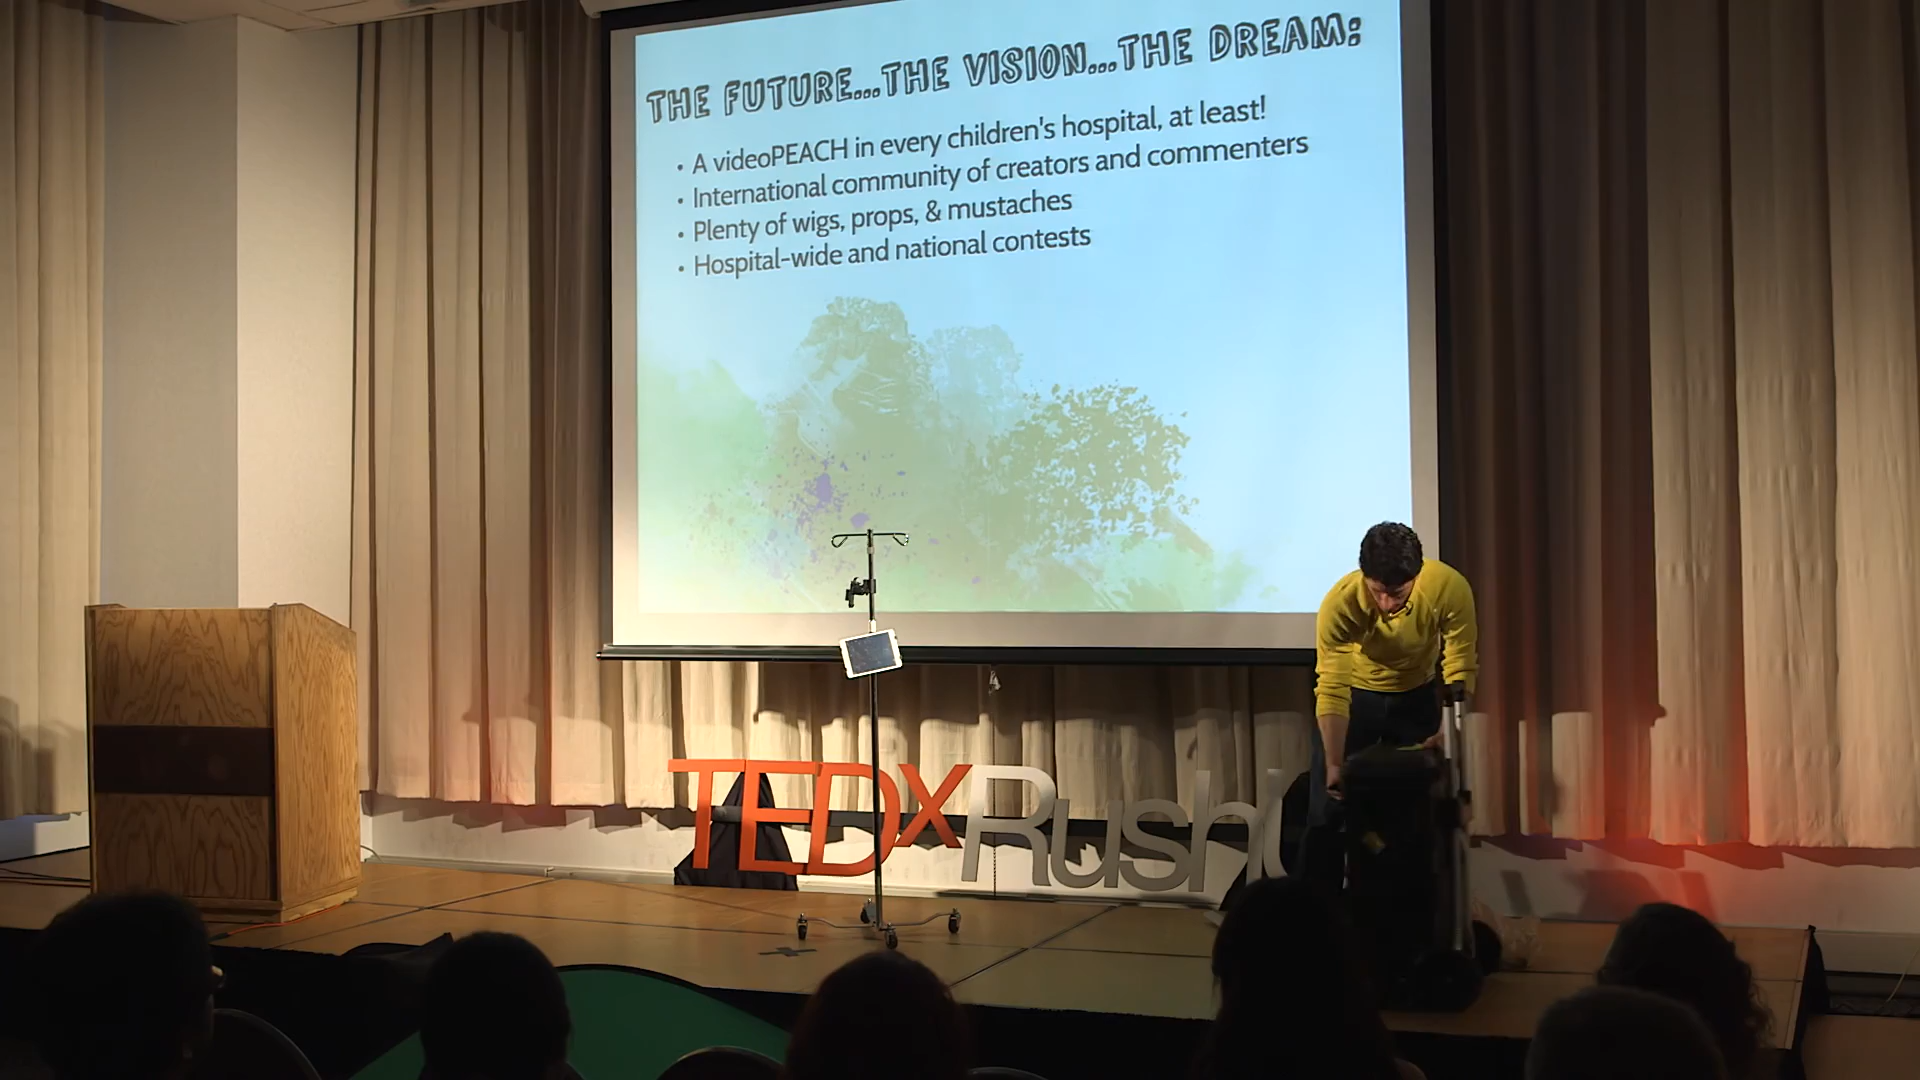 THE FUTURE...THE VISION...THE DREAM:
• A videoPEACH in every children's hospital, at least!
• International community of creators and commenters
• Plenty of wigs, props, & mustaches
• Hospital-wide and national contests
TEDxRushU